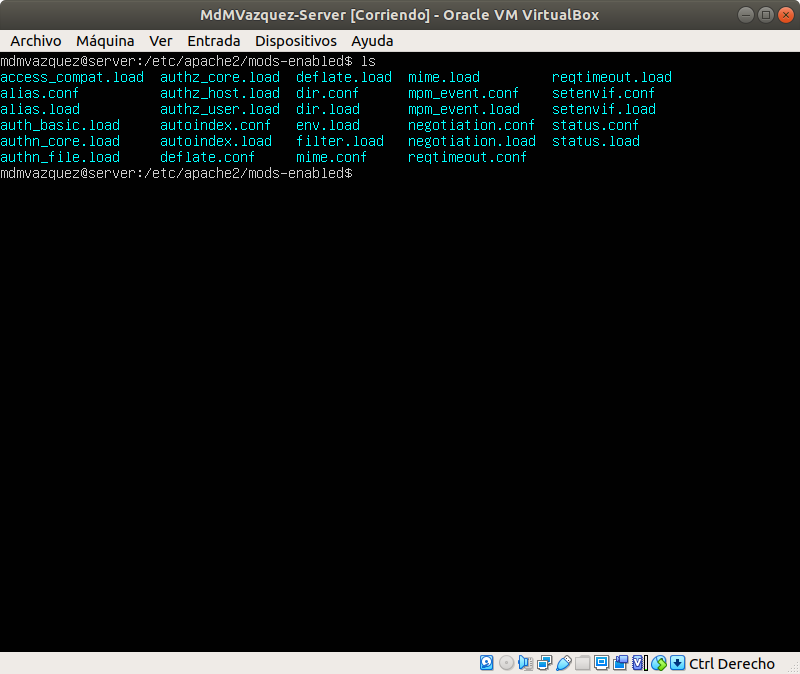 MdMVazquez-Server [Corriendo] - Oracle VM VirtualBox
Archivo Máquina Ver Entrada Dispositivos Ayuda
mdmvazquez@server:/etc/apache2/mods-enabled$ ls
access_compat.load authz_core.load deflate.load mime.load reqtimeout.load
alias.conf authz_host.load dir.conf mpm_event.conf setenvif.conf
alias.load authz_user.load dir.load mpm_event.load setenvif.load
auth_basic.load autoindex.conf env.load negotiation.conf status.conf
authn_core.load autoindex.load filter.load negotiation.load status.load
authn_file.load deflate.conf mime.conf reqtimeout.conf
mdmvazquez@server:/etc/apache2/mods-enabled$
Ctrl Derecho